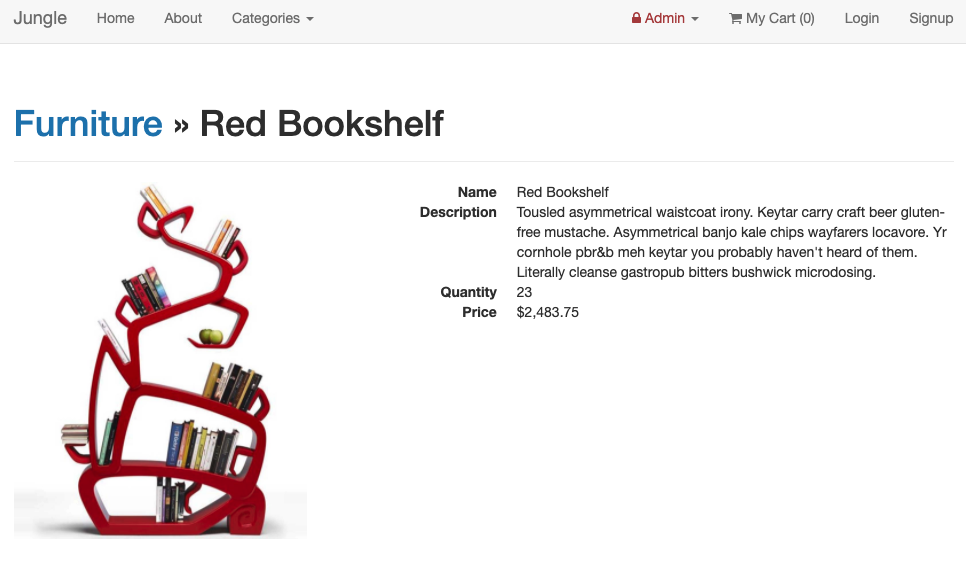 Jungle Home About Categories Admin My Cart (0) Login Signup
Furniture » Red Bookshelf
Name Red Bookshelf
Description Tousled asymmetrical waistcoat irony. Keytar carry craft beer gluten-
free mustache. Asymmetrical banjo kale chips wayfarers locavore. Yr
cornhole pbr&b meh keytar you probably haven't heard of them.
Literally cleanse gastropub bitters bushwick microdosing.
Quantity 23
Price $2,483.75